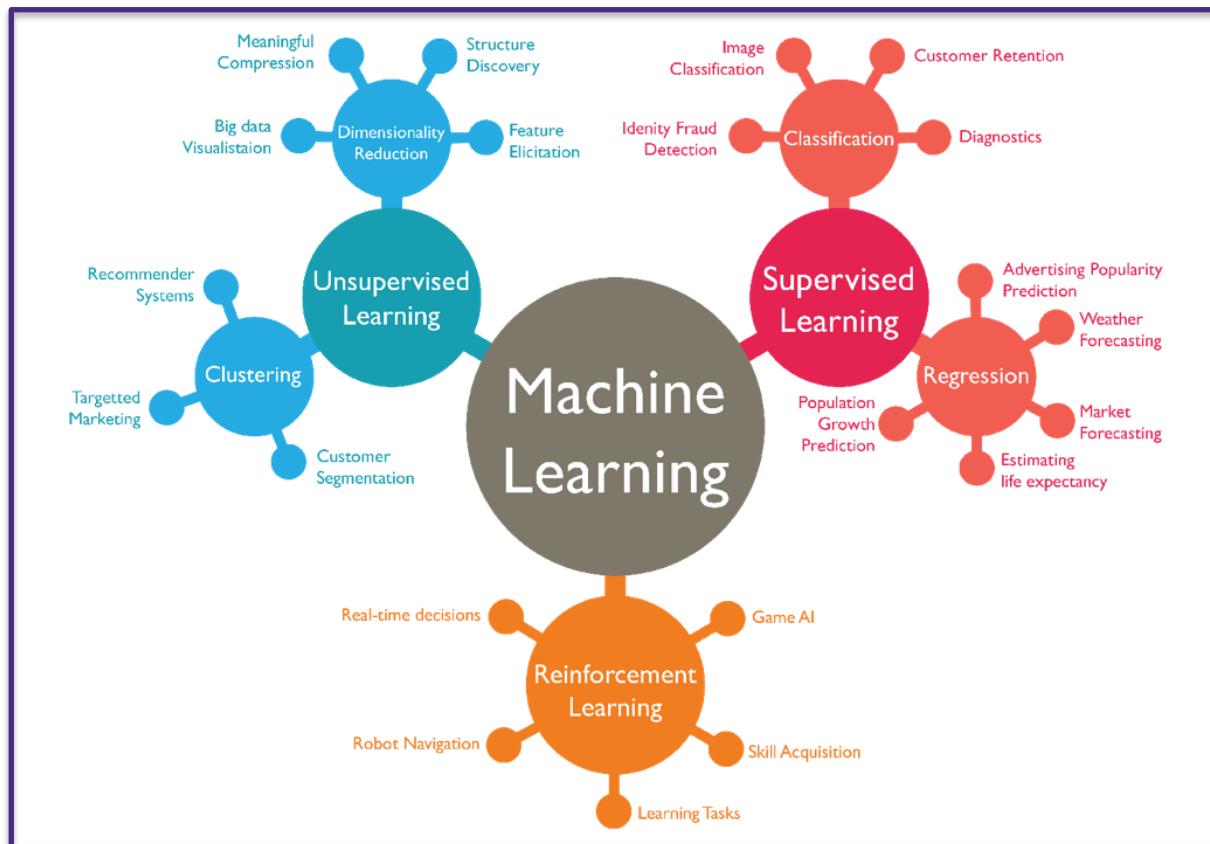 Meaningful
Compression
Structure
Discovery
Big data
Visualistaion
Dimensionality
Reduction
Feature
Elicitation
Image
Classification
Customer Retention
Idenity Fraud
Detection
Classification
Diagnostics
Recommender
Systems
Unsupervised
Learning
Clustering
Targetted
Marketing
Customer
Segmentation
Machine
Learning
Supervised
Learning
Advertising Popularity
Prediction
Weather
Forecasting
Regression
Population
Growth
Prediction
Market
Forecasting
Estimating
life expectancy
Real-time decisions
Game AI
Reinforcement
Learning
Robot Navigation
Skill Acquisition
Learning Tasks